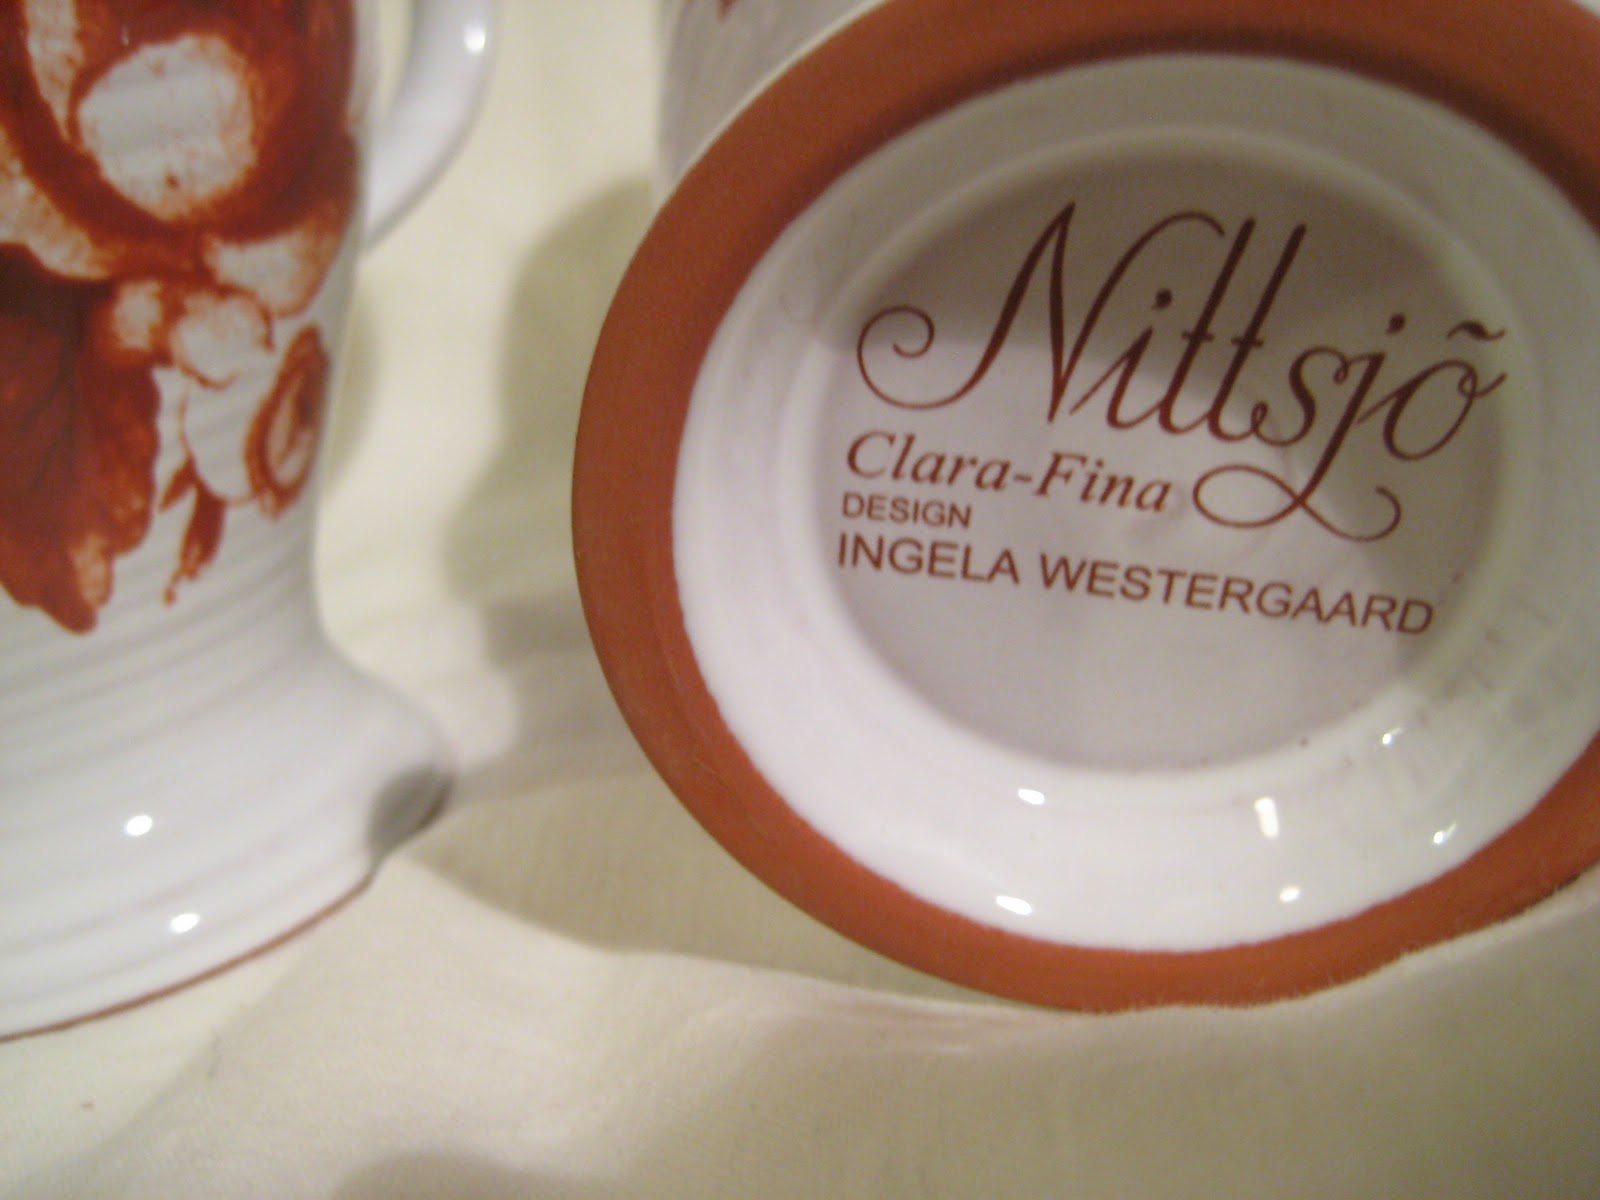 Nittsjö
Clara-Fina
DESIGN
INGELA WESTERGAARD